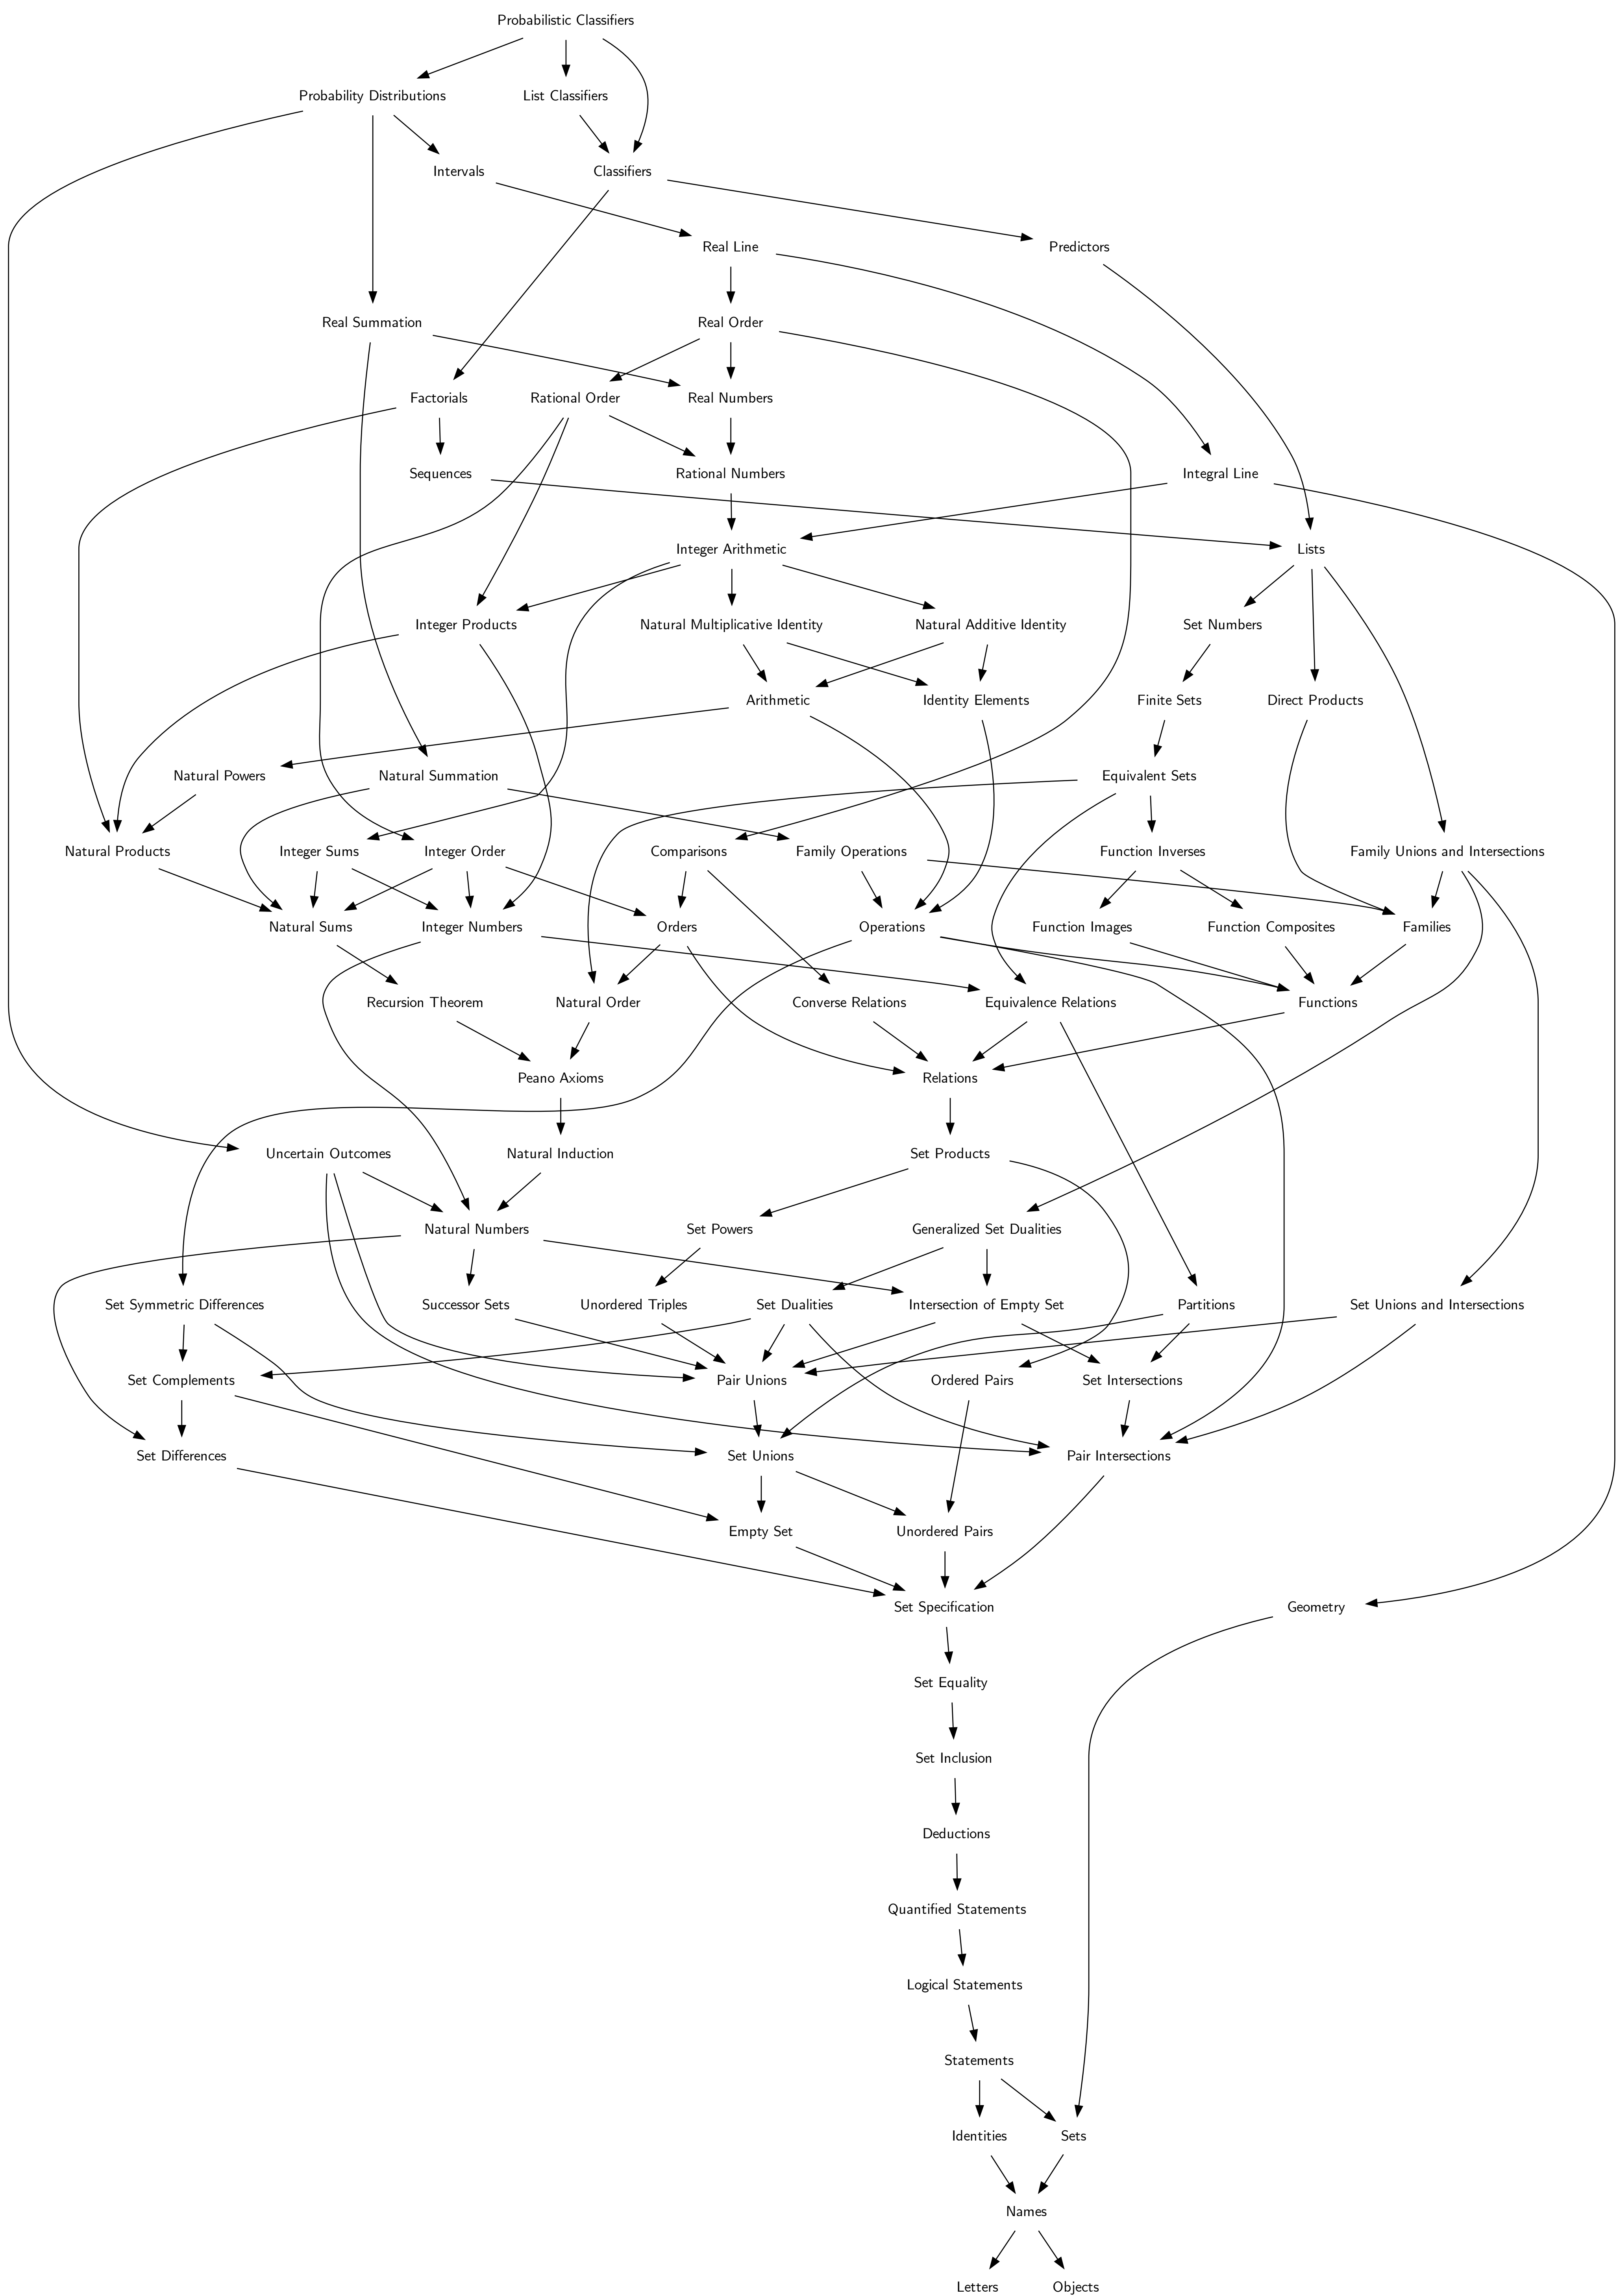 Probabilistic Classifiers
Probability Distributions
List Classifiers
Intervals
Classifiers
Real Line
Predictors
Real Summation
Real Order
Factorials
Rational Order
Real Numbers
Sequences
Rational Numbers
Integral Line
Integer Arithmetic
Lists
Integer Products
Natural Multiplicative Identity
Natural Additive Identity
Set Numbers
Arithmetic
Identity Elements
Finite Sets
Direct Products
Natural Powers
Natural Summation
Equivalent Sets
Natural Products
Integer Sums
Integer Order
Comparisons
Family Operations
Function Inverses
Family Unions and Intersections
Natural Sums
Integer Numbers
Orders
Operations
Function Images
Function Composites
Families
Recursion Theorem
Natural Order
Converse Relations
Equivalence Relations
Functions
Peano Axioms
Relations
Uncertain Outcomes
Natural Induction
Set Products
Natural Numbers
Set Powers
Generalized Set Dualities
Set Symmetric Differences
Successor Sets
Unordered Triples
Set Dualities
Intersection of Empty Set
Partitions
Set Unions and Intersections
Set Complements
Pair Unions
Ordered Pairs
Set Intersections
Set Differences
Set Unions
Pair Intersections
Empty Set
Unordered Pairs
Set Specification
Geometry
Set Equality
Set Inclusion
Deductions
Quantified Statements
Logical Statements
Statements
Identities
Sets
Names
Letters
Objects